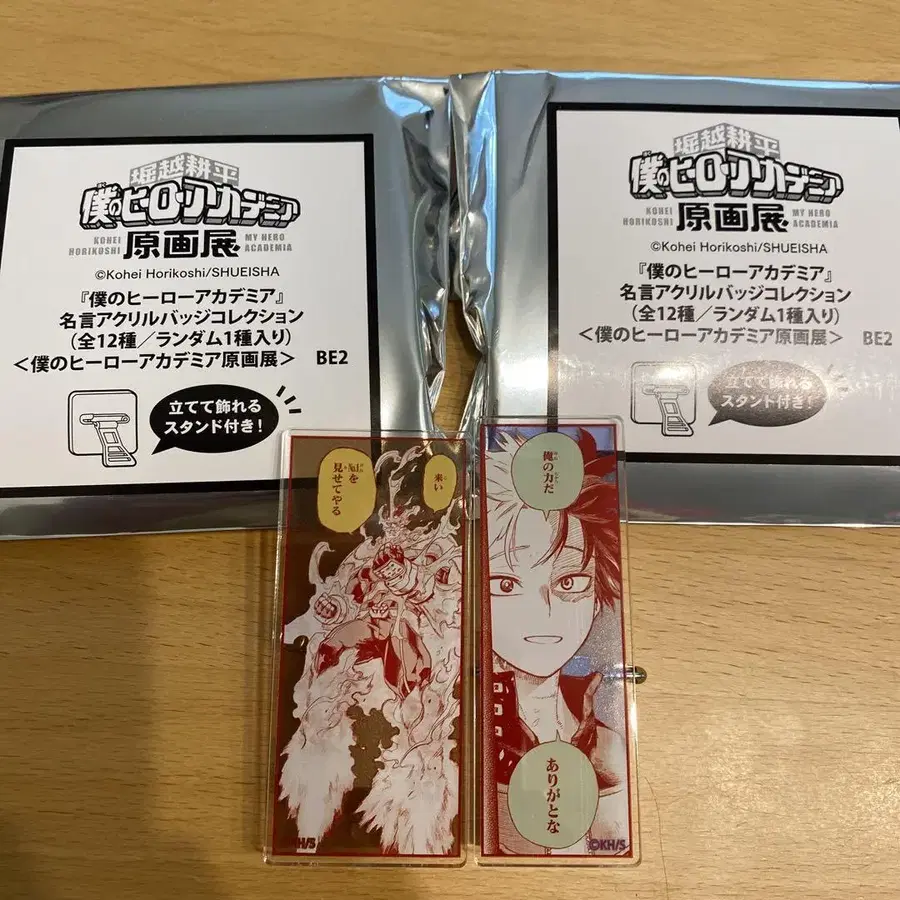 堀越耕平
僕のヒーローアカデミア
KOHEI
HORIKOSHI
原画展
MY HERO
ACADEMIA
©Kohei Horikoshi/SHUEISHA
『僕のヒーローアカデミア』
名言アクリルバッジコレクション
(全12種/ランダム1種入り)
<僕のヒーローアカデミア原画展> BE2
立てて飾れる
スタンド付き!
堀越耕平
僕のヒーローアカデミア
KOHEI
HORIKOSHI
原画展
MY HERO
ACADEMIA
©Kohei Horikoshi/SHUEISHA
『僕のヒーローアカデミア』
名言アクリルバッジコレクション
(全12種/ランダム1種入り)
<僕のヒーローアカデミア原画展> BE2
立てて飾れる
スタンド付き!
来い
見せてやる
俺の力だ
ありがとな
©KH/S